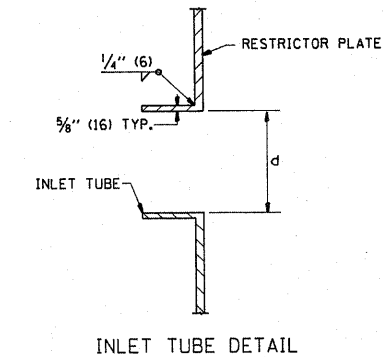 RESTRICTOR PLATE
1/4" (6)
5/8" (16) TYP.
d
INLET TUBE
INLET TUBE DETAIL